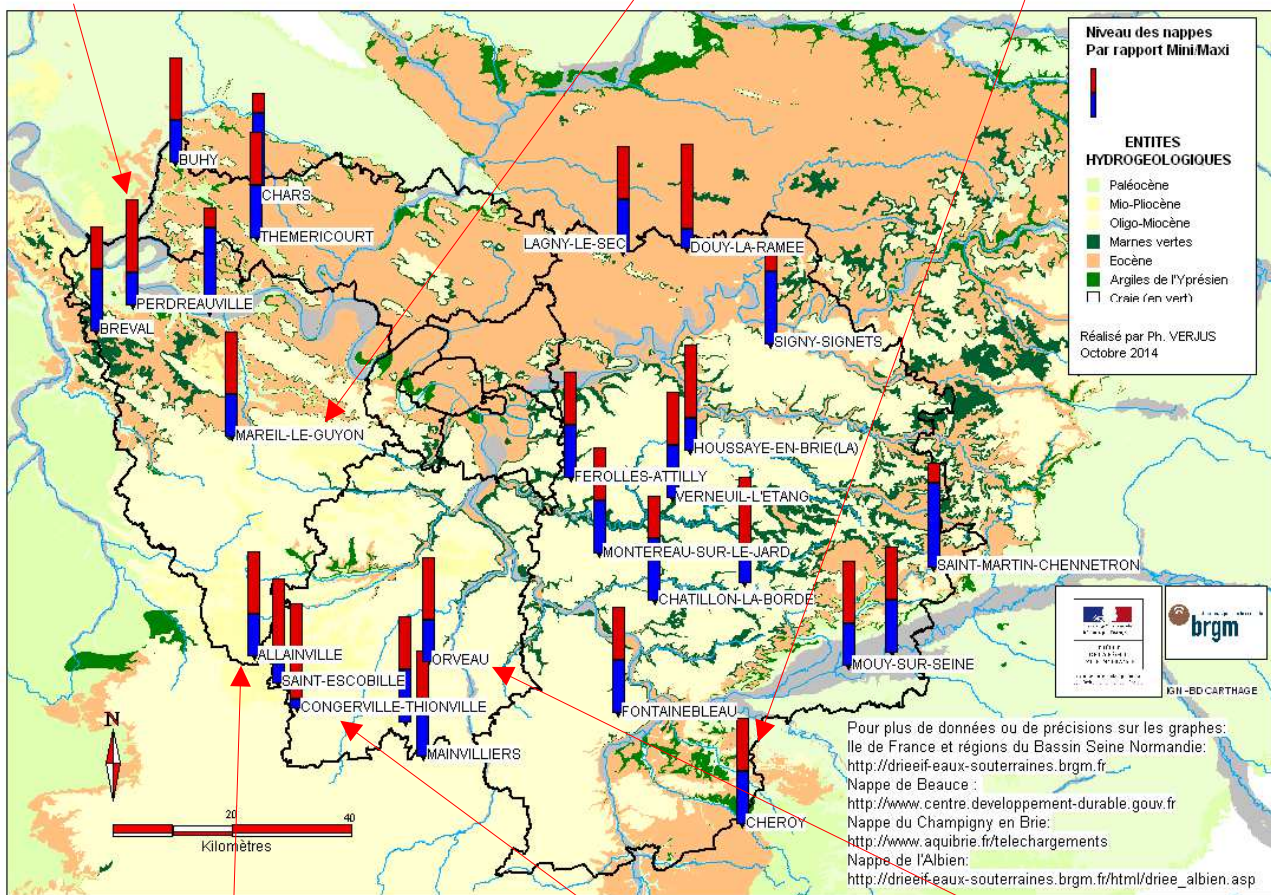 Niveau des nappes
Par rapport Mini/Maxi
ENTITES
HYDROGEOLOGIQUES
Paléocène
Mio-Pliocène
Oligo-Miocène
Marnes vertes
Eocène
Argiles de l'Yprésien
Craie (en vert)
Réalisé par Ph. VERJUS
Octobre 2014
BUHY
CHARS
THEMERICOURT
LAGNY-LE-SEC
DOUY-LA-RAMEE
PERDREAUVILLE
BREVAL
SIGNY-SIGNETS
MAREIL-LE-GUYON
HOUSSAYE-EN-BRIE(LA)
FEROLLES-ATTILLY
VERNEUIL-L'ETANG
MONTEREAU-SUR-LE-JARD
SAINT-MARTIN-CHENNETRON
CHATILLON-LA-BORDE
ALLAINVILLE
ORVEAU
MOUY-SUR-SEINE
SAINT-ESCOBILLE
CONGERVILLE-THIONVILLE
FONTAINEBLEAU
MAINVILLIERS
CHEROY
brgm
IGN -BD CARTHAGE
N
20
40
Kilomètres
Pour plus de données ou de précisions sur les graphes:
Ile de France et régions du Bassin Seine Normandie:
http://drieeif-eaux-souterraines.brgm.fr
Nappe de Beauce :
http://www.centre.developpement-durable.gouv.fr
Nappe du Champigny en Brie:
http://www.aquibrie.fr/telechargements
Nappe de l'Albien:
http://drieeif-eaux-souterraines.brgm.fr/html/driee_albien.asp